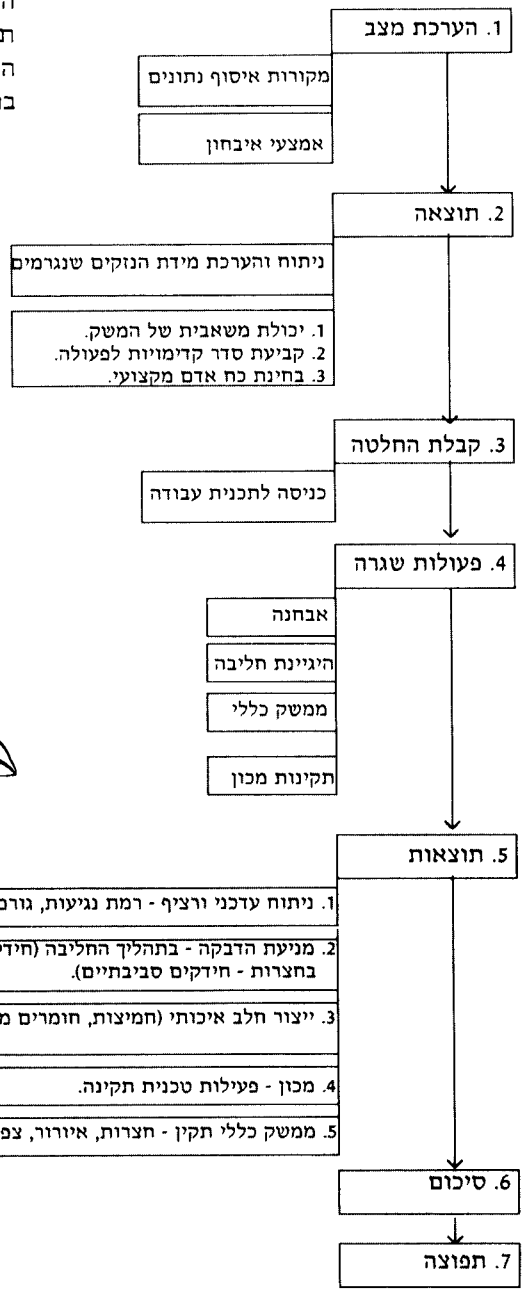 1. הערכת מצב
מקורות איסוף נתונים
אמצעי איבחון
2. תוצאה
ניתוח והערכת מידת הנזקים שנגרמים
1. יכולת משאבית של המשק.
2. קביעת סדר קדימויות לפעולה.
3. בחינת כח אדם מקצועי.
3. קבלת החלטה
כניסה לתכנית עבודה
4. פעולות שגרה
אבחנה
היגיינת חליבה
ממשק כללי
תקינות מכון
5. תוצאות
1. ניתוח עדכני ורציף - רמת נגיעות,
2. מניעת הדבקה - בתהליך החליבה
בחצרות - חידקים סביבתיים).
3. ייצור חלב איכותי (חמיצות, חומרים
4. מכון - פעילות טכנית תקינה.
5. ממשק כללי תקין - חצרות, איורור,
6. סיכום
7. תפוצה